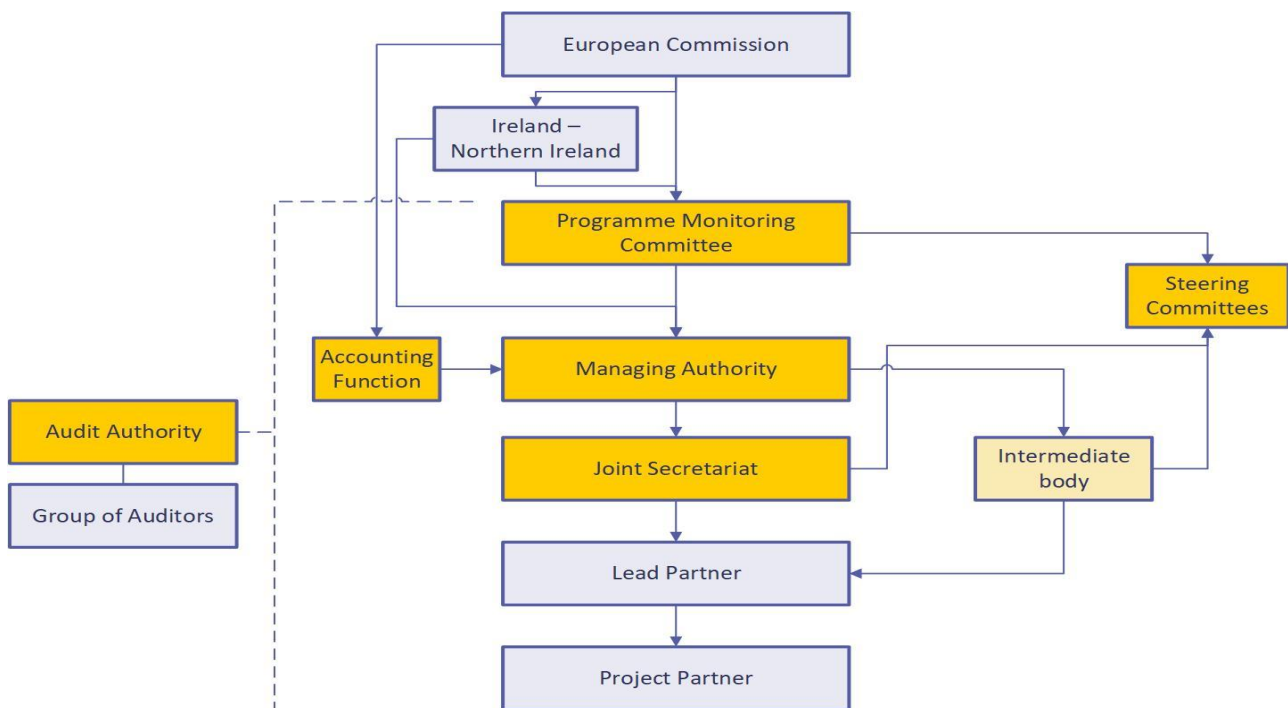 European Commission
Ireland –
Northern Ireland
Programme Monitoring
Committee
Steering
Committees
Accounting
Function
Managing Authority
Audit Authority
Joint Secretariat
Intermediate
body
Group of Auditors
Lead Partner
Project Partner